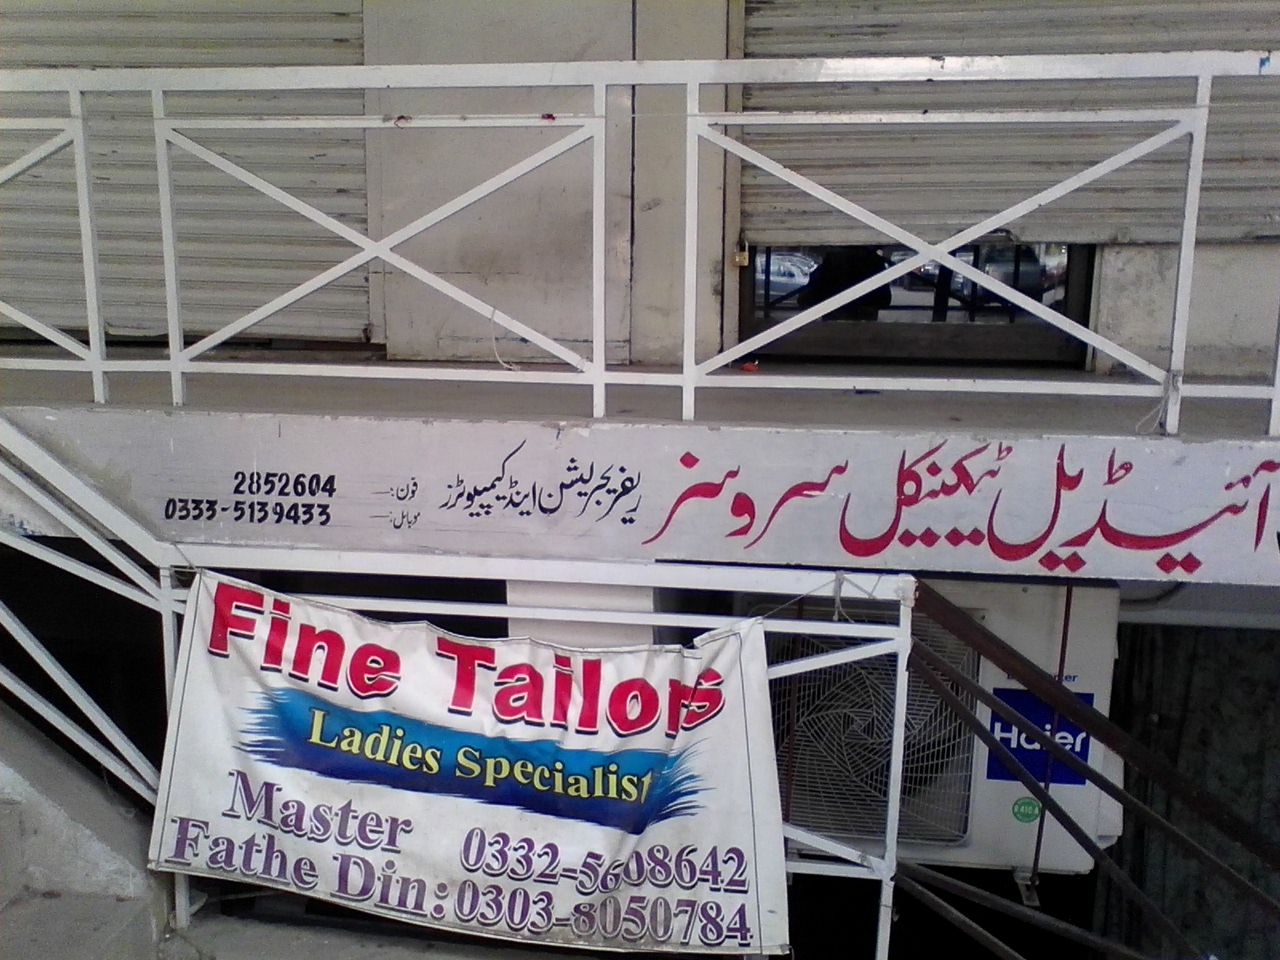 آئیڈیل ٹیکنیکل سروسز ریفریجریشن اینڈ کیمپیوٹرز
فون: 2852604
موبائل: 0333-5139433
Fine Tailors
Ladies Specialist
Master
Fathe Din:
0332-5608642
0303-8050784
Haier